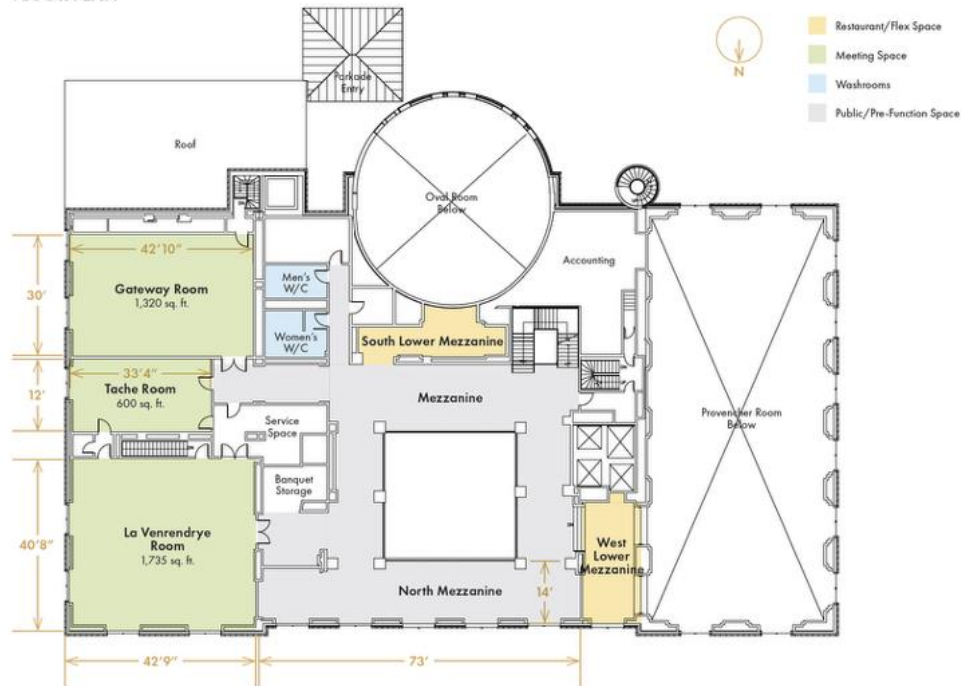 Parkade
Entry
N
Restaurant/Flex Space
Meeting Space
Washrooms
Public/Pre-Function Space
Roof
Oval Room
Below
Accounting
42'10"
Gateway Room
1,320 sq. ft.
30'
Men's
W/C
Women's
W/C
South Lower Mezzanine
33'4"
Tache Room
600 sq. ft.
12'
Mezzanine
Service
Space
Provencher Room
Below
Banquet
Storage
La Venrendrye
Room
1,735 sq. ft.
40'8"
West
Lower
Mezzanine
North Mezzanine
14'
42'9"
73'